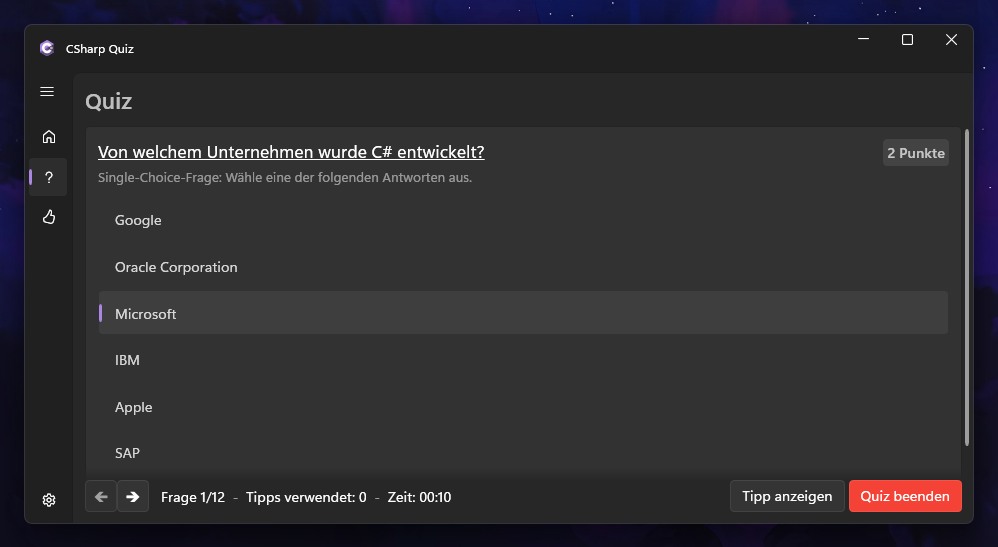 CSharp Quiz
Quiz
Von welchem Unternehmen wurde C# entwickelt?
2 Punkte
Single-Choice-Frage: Wähle eine der folgenden Antworten aus.
Google
Oracle Corporation
Microsoft
IBM
Apple
SAP
Frage 1/12 - Tipps verwendet: 0 - Zeit: 00:10
Tipp anzeigen
Quiz beenden